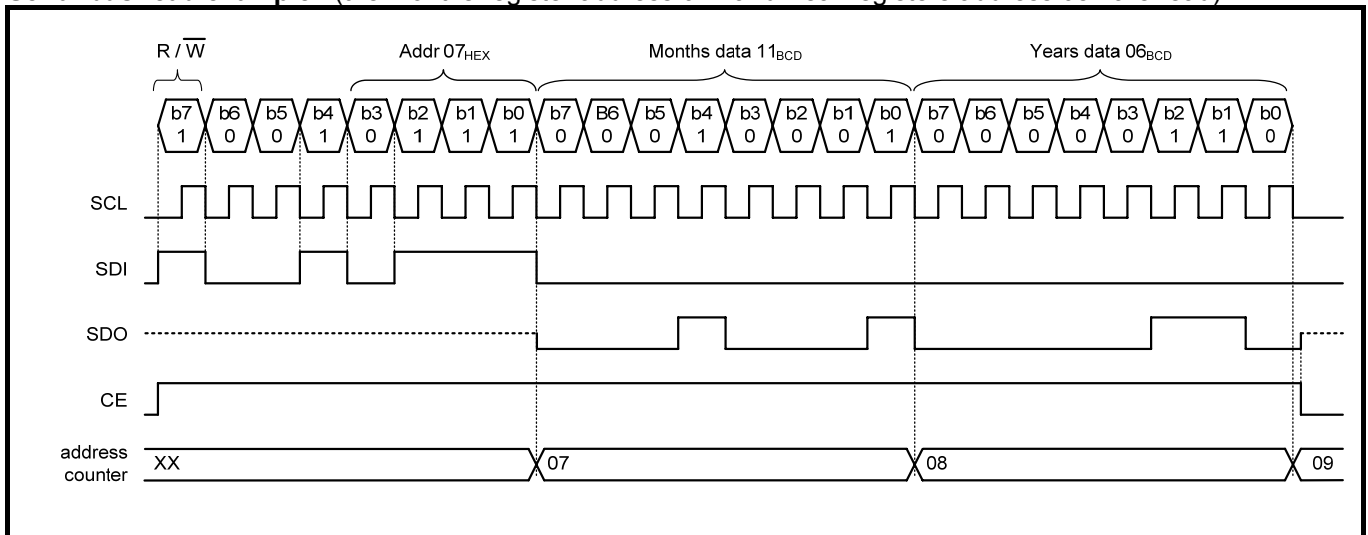 R / W Addr 07HEX Months data 11BCD Years data 06BCD
b7 b6 b5 b4 b3 b2 b1 b0 b7 B6 b5 b4 b3 b2 b1 b0 b7 b6 b5 b4 b3 b2 b1 b0
1 0 0 1 0 1 1 1 0 0 0 1 0 0 0 1 0 0 0 0 0 1 1 0
SCL
SDI
SDO
CE
address
counter
XX 07 08 09